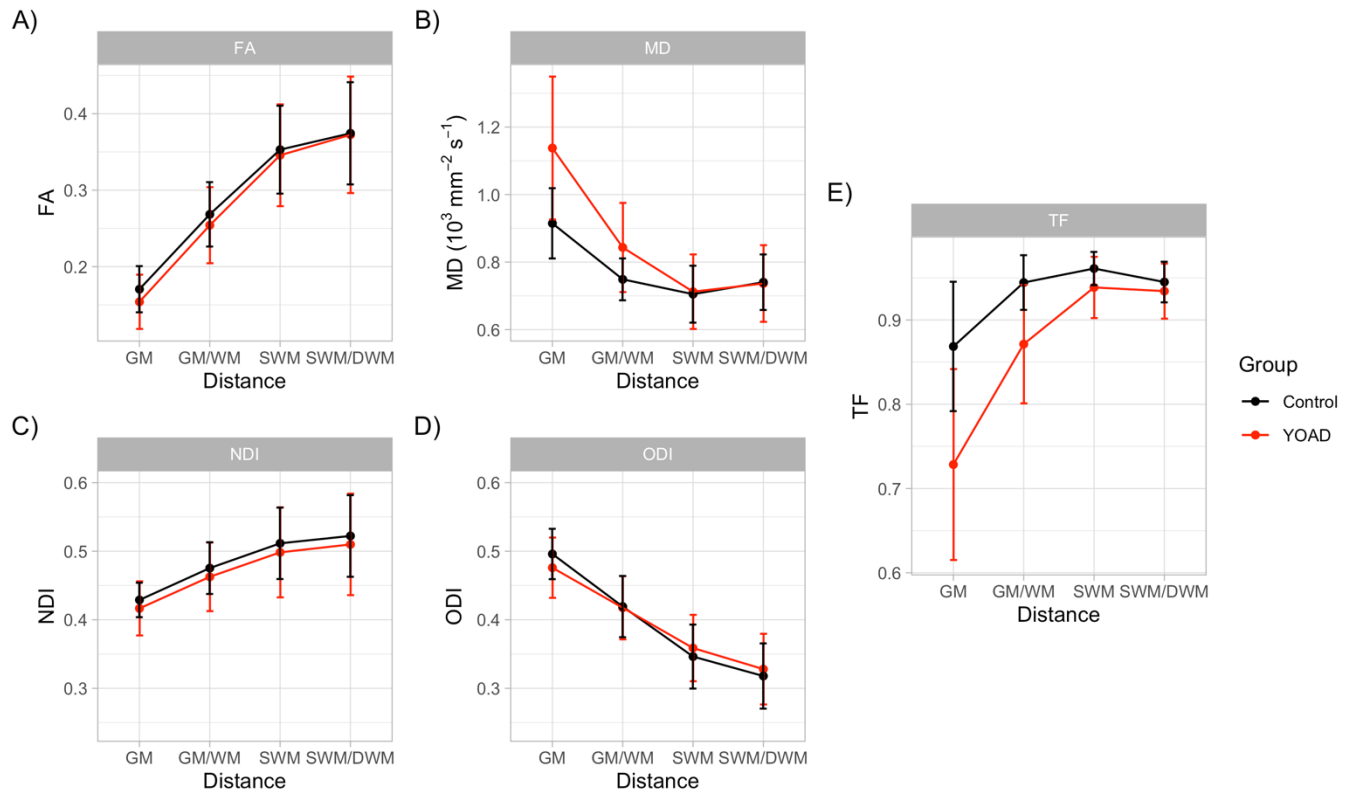 A)
FA
FA
0.4
0.3
0.2
GM GM/WM SWM SWM/DWM
Distance
B)
MD
MD (10³ mm⁻² s⁻¹)
1.2
1.0
0.8
0.6
GM GM/WM SWM SWM/DWM
Distance
C)
NDI
NDI
0.6
0.5
0.4
0.3
GM GM/WM SWM SWM/DWM
Distance
D)
ODI
ODI
0.6
0.5
0.4
0.3
GM GM/WM SWM SWM/DWM
Distance
E)
TF
TF
0.9
0.8
0.7
0.6
GM GM/WM SWM SWM/DWM
Distance
Group
Control
YOAD